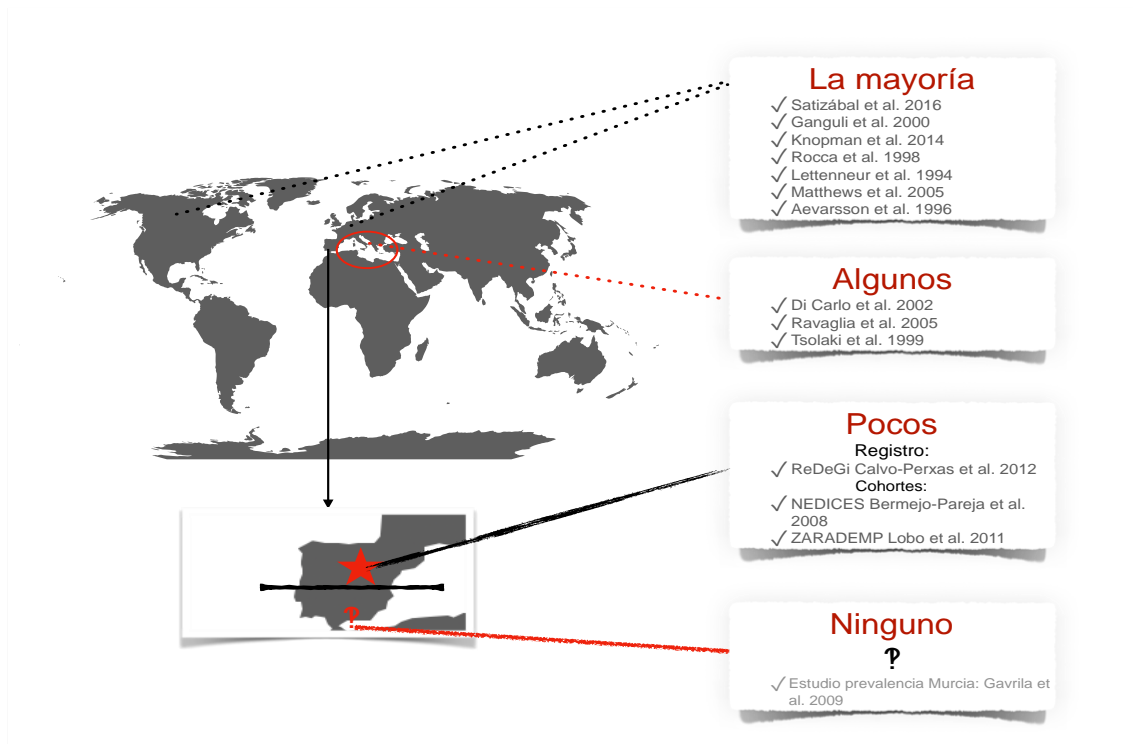 La mayoría
✓ Satizábal et al. 2016
✓ Ganguli et al. 2000
✓ Knopman et al. 2014
✓ Rocca et al. 1998
✓ Lettenneur et al. 1994
✓ Matthews et al. 2005
✓ Aevarsson et al. 1996
Algunos
✓ Di Carlo et al. 2002
✓ Ravaglia et al. 2005
✓ Tsolaki et al. 1999
Pocos
Registro:
✓ ReDeGi Calvo-Perxas et al. 2012
Cohortes:
✓ NEDICES Bermejo-Pareja et al.
2008
✓ ZARADEMP Lobo et al. 2011
?
Ninguno
?
✓ Estudio prevalencia Murcia: Gavrila et
al. 2009